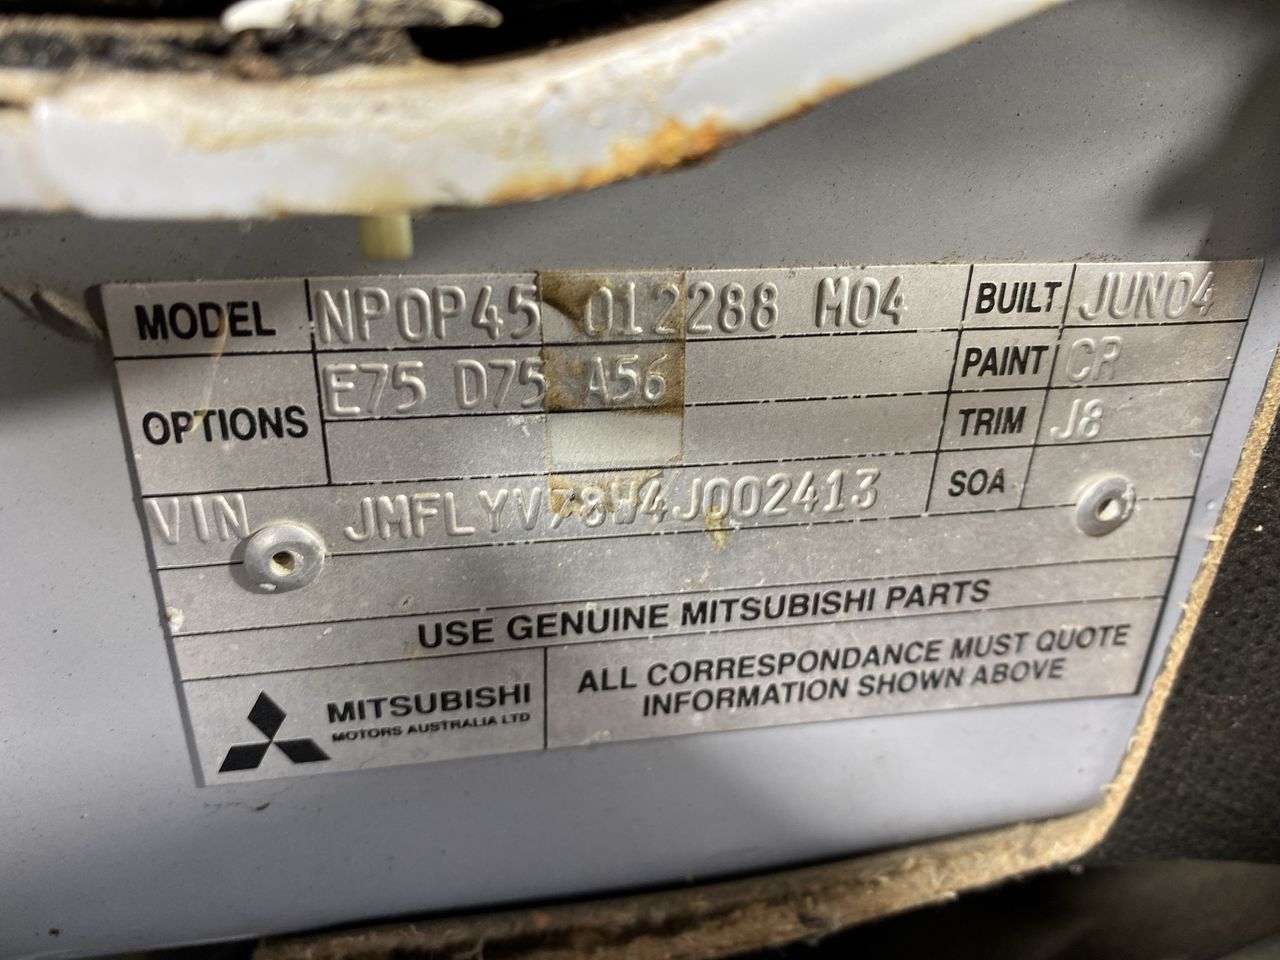 MODEL NP0P45 012288 M04 BUILT JUN04
OPTIONS E75 D75 A56 PAINT CR
TRIM J8
VIN JMFLYV78W4J002413 SOA
USE GENUINE MITSUBISHI PARTS
MITSUBISHI
MOTORS AUSTRALIA LTD
ALL CORRESPONDANCE MUST QUOTE
INFORMATION SHOWN ABOVE